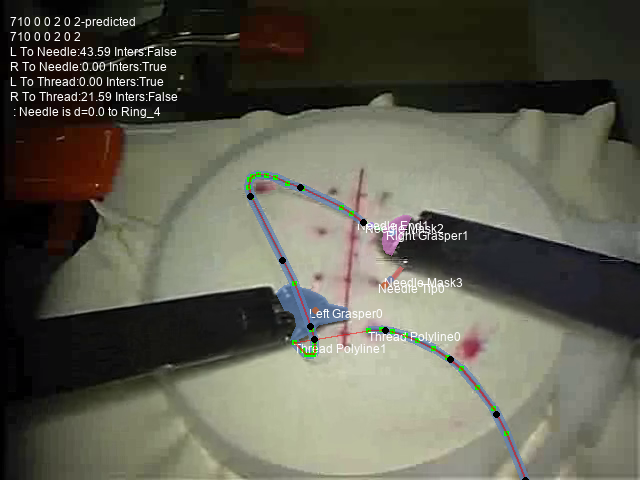 710 0 0 2 0 2-predicted
710 0 0 2 0 2
L To Needle:43.59 Inters:False
R To Needle:0.00 Inters:True
L To Thread:0.00 Inters:True
R To Thread:21.59 Inters:False
: Needle is d=0.0 to Ring_4
Needle End1
Needle Mask2
Right Grasper1
Needle Mask3
Needle Tip0
Left Grasper0
Thread Polyline0
Thread Polyline1